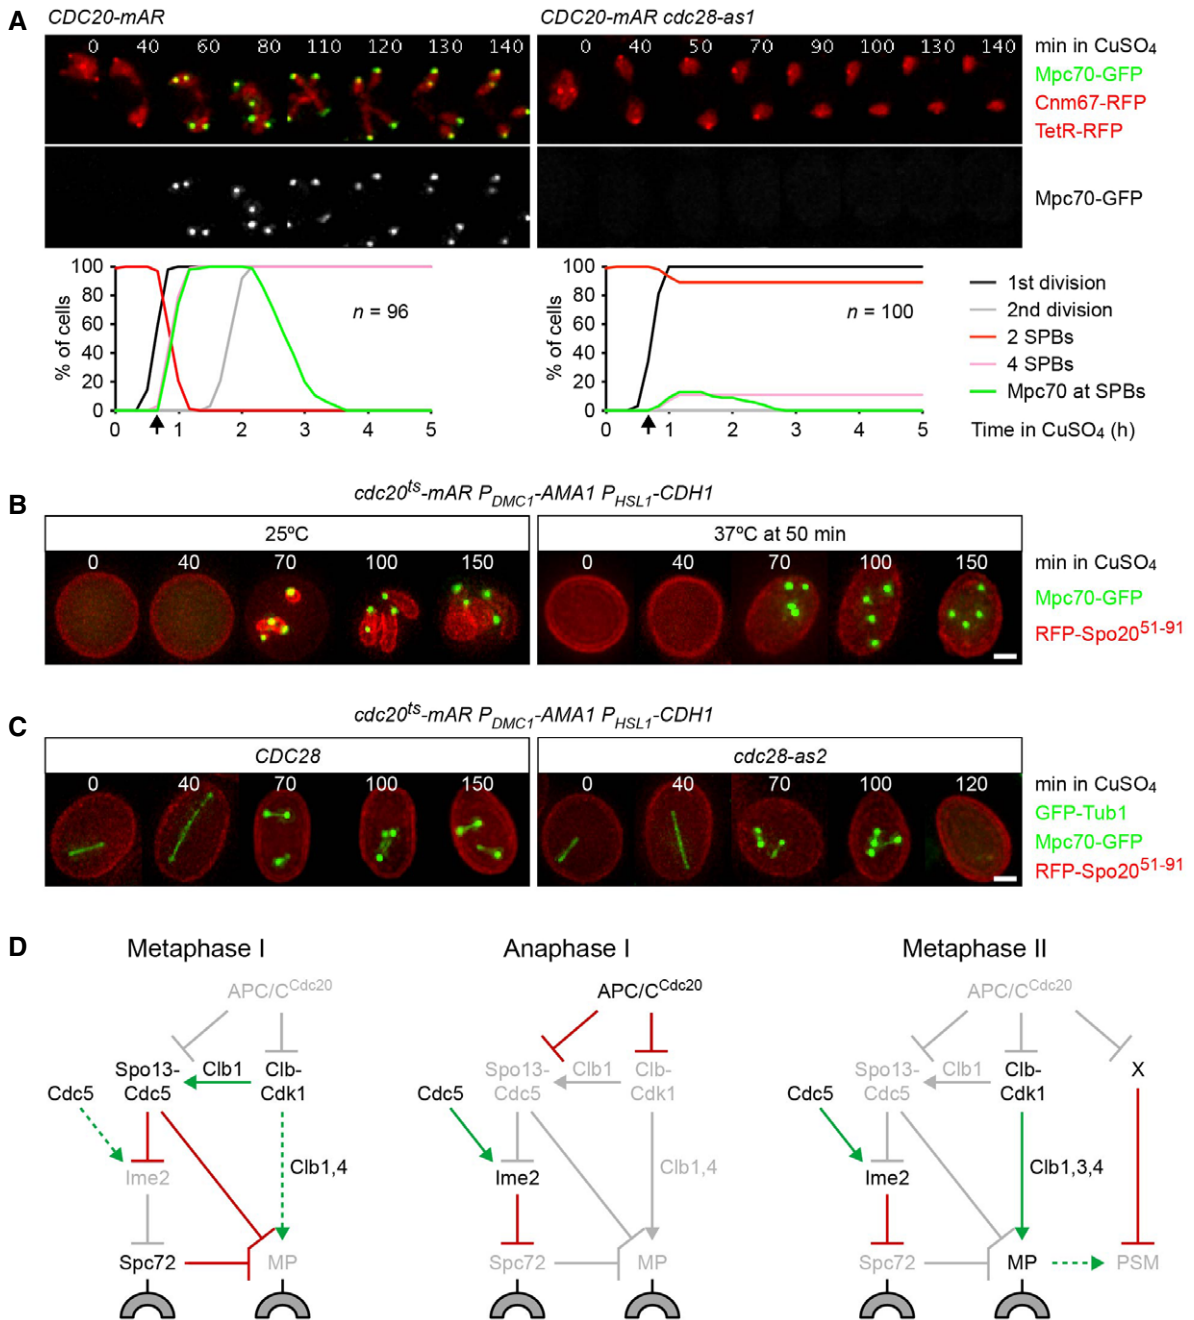 A
CDC20-mAR
CDC20-mAR cdc28-as1
0 40 60 80 110 120 130 140
0 40 50 70 90 100 130 140
min in CuSO4
Mpc70-GFP
Cnm67-RFP
TetR-RFP
Mpc70-GFP
% of cells
100
80
60
40
20
0
n = 96
0 1 2 3 4 5
% of cells
100
80
60
40
20
0
n = 100
0 1 2 3 4 5
1st division
2nd division
2 SPBs
4 SPBs
Mpc70 at SPBs
Time in CuSO4 (h)
B
cdc20ts-mAR PDMC1-AMA1 PHSL1-CDH1
25ºC
37ºC at 50 min
0 40 70 100 150
0 40 70 100 150
min in CuSO4
Mpc70-GFP
RFP-Spo2051-91
C
cdc20ts-mAR PDMC1-AMA1 PHSL1-CDH1
CDC28
cdc28-as2
0 40 70 100 150
0 40 70 100 120
min in CuSO4
GFP-Tub1
Mpc70-GFP
RFP-Spo2051-91
D
Metaphase I
APC/CCdc20
Spo13-
Cdc5
Clb1
Clb-
Cdk1
Cdc5
Ime2
Clb1,4
Spc72
MP
Anaphase I
APC/CCdc20
Spo13-
Cdc5
Clb1
Clb-
Cdk1
Cdc5
Ime2
Clb1,4
Spc72
MP
Metaphase II
APC/CCdc20
Spo13-
Cdc5
Clb1
Clb-
Cdk1
X
Cdc5
Ime2
Clb1,3,4
Spc72
MP
PSM